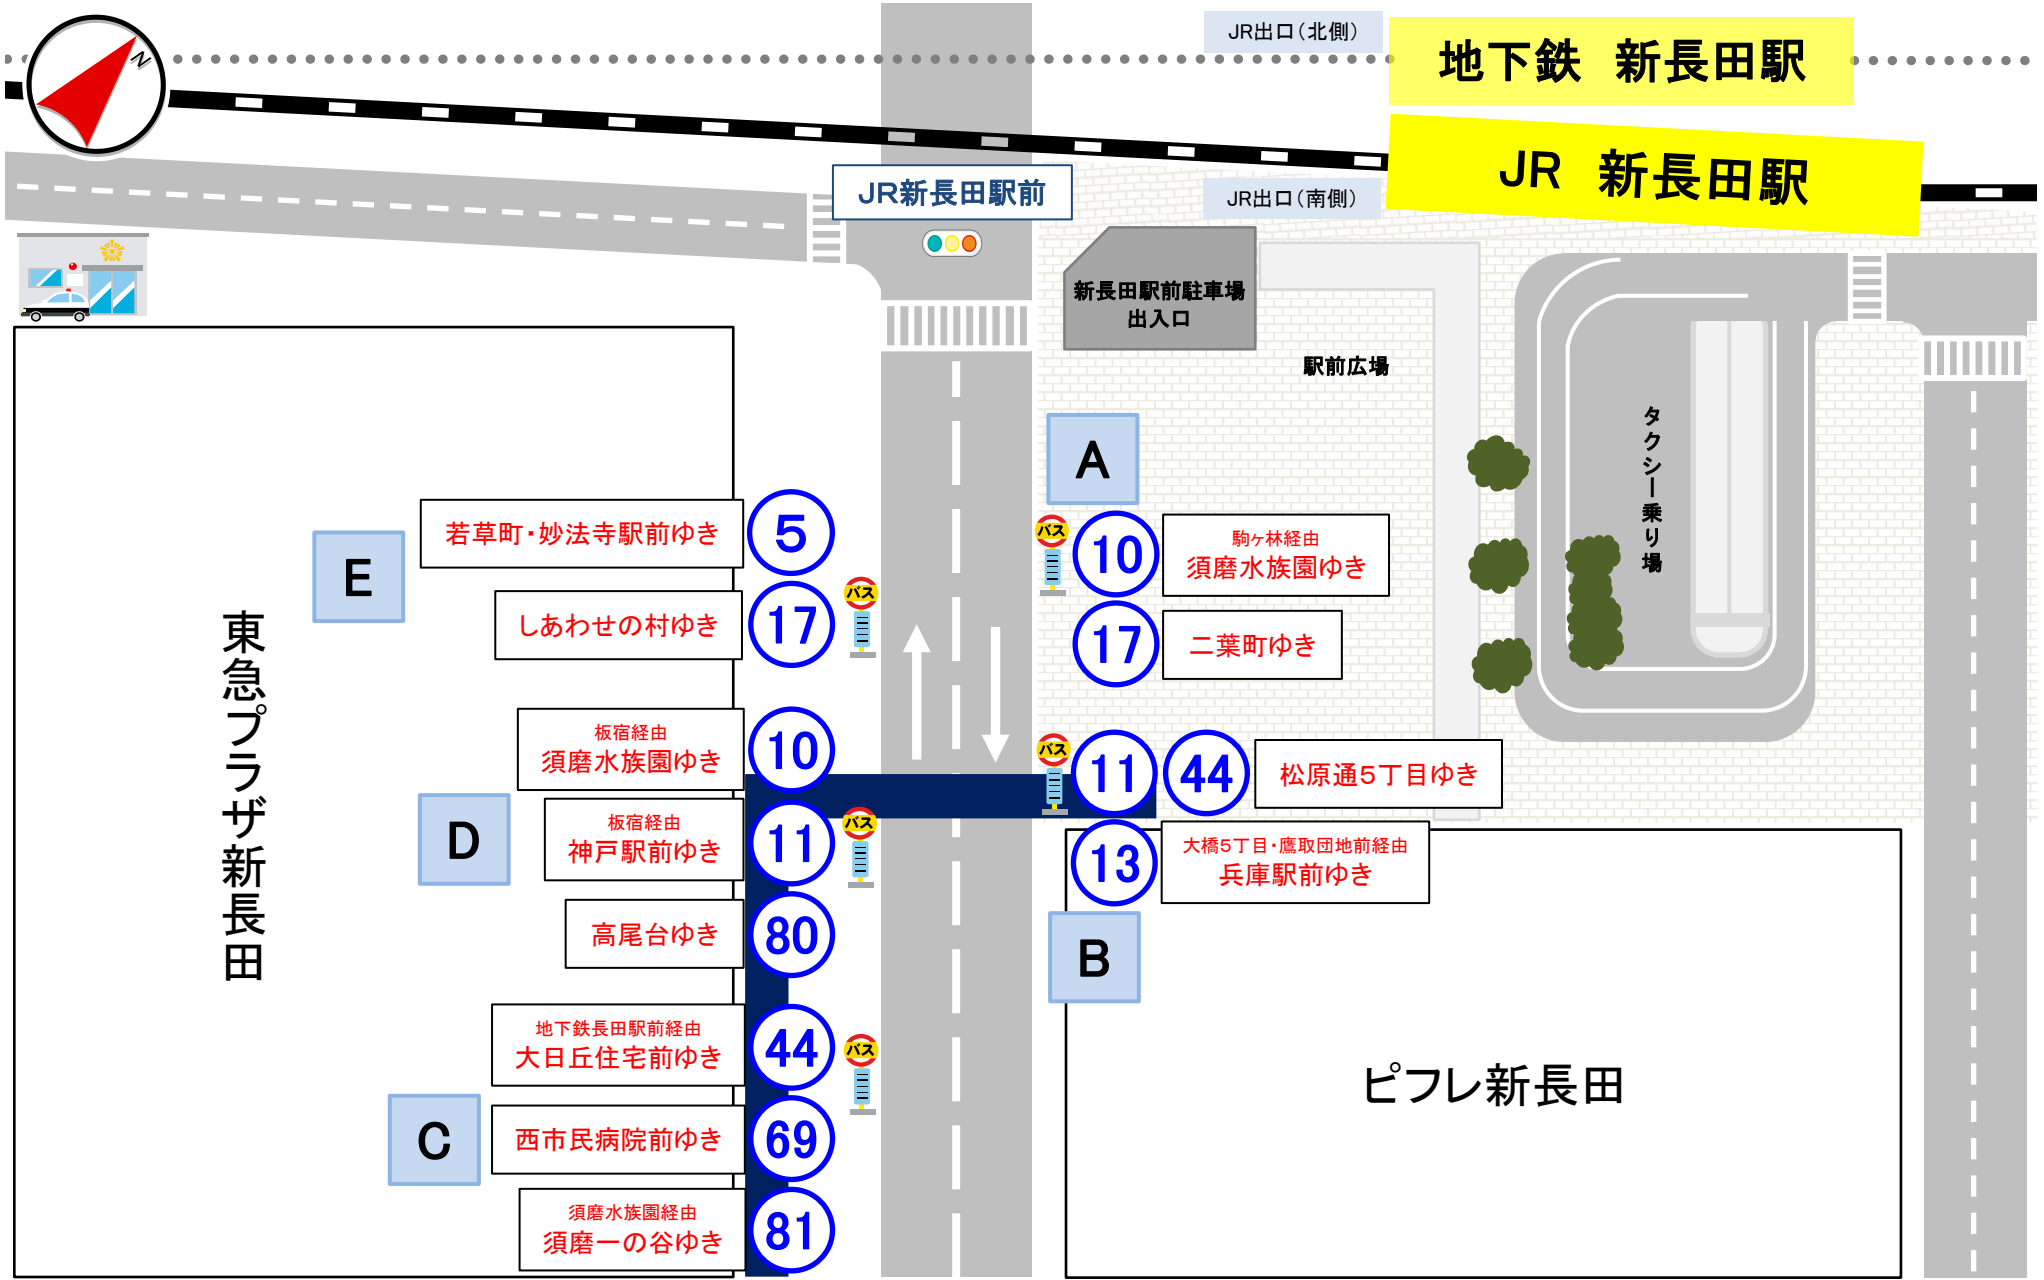 N
JR出口（北側）
地下鉄　新長田駅
JR　新長田駅
JR新長田駅前
JR出口（南側）
新長田駅前駐車場
出入口
駅前広場
タクシー乗り場
A
バス
10
駒ヶ林経由
須磨水族園ゆき
17
二葉町ゆき
バス
11
44
松原通5丁目ゆき
13
大橋5丁目・鷹取団地前経由
兵庫駅前ゆき
B
ピフレ新長田
E
若草町・妙法寺駅前ゆき
5
しあわせの村ゆき
17
バス
東急プラザ新長田
D
板宿経由
須磨水族園ゆき
10
板宿経由
神戸駅前ゆき
11
バス
高尾台ゆき
80
C
地下鉄長田駅前経由
大日丘住宅前ゆき
44
バス
西市民病院前ゆき
69
須磨水族園経由
須磨一の谷ゆき
81